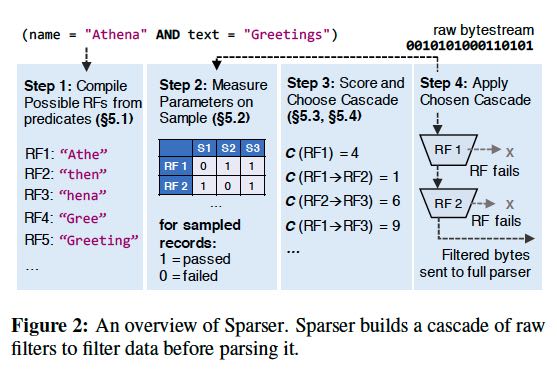 (name = "Athena" AND text = "Greetings")
raw bytestream
0010101000110101
Step 1: Compile
Possible RFs from
predicates (§5.1)
RF1: “Athe”
RF2: “then”
RF3: “hena”
RF4: “Gree”
RF5: “Greeting”
...
Step 2: Measure
Parameters on
Sample (§5.2)
S1 S2 S3
RF 1 0 1 1
RF 2 1 0 1
...
for sampled
records:
1 = passed
0 = failed
Step 3: Score and
Choose Cascade
(§5.3, §5.4)
C (RF1) = 4
C (RF1→RF2) = 1
C (RF2→RF3) = 6
C (RF1→RF3) = 9
...
Step 4: Apply
Chosen Cascade
RF 1
X
RF fails
RF 2
X
RF fails
Filtered bytes
sent to full parser
Figure 2: An overview of Sparser. Sparser builds a cascade of raw
filters to filter data before parsing it.